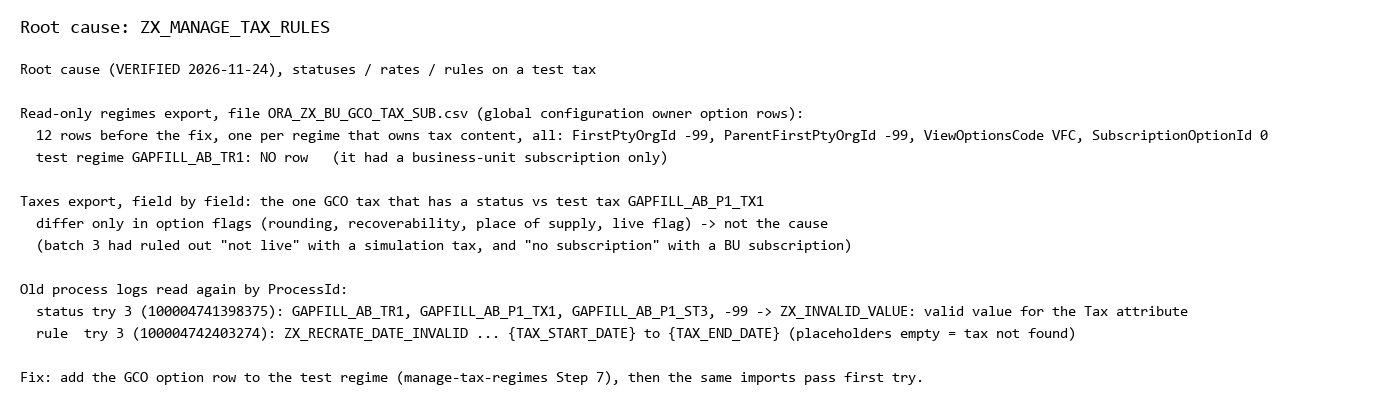 Root cause: ZX_MANAGE_TAX_RULES
Root cause (VERIFIED 2026-11-24), statuses / rates / rules on a test tax
Read-only regimes export, file ORA_ZX_BU_GCO_TAX_SUB.csv (global configuration owner option rows):
12 rows before the fix, one per regime that owns tax content, all: FirstPtyOrgId -99, ParentFirstPtyOrgId -99, ViewOptionsCode VFC, SubscriptionOptionId 0
test regime GAPFILL_AB_TR1: NO row   (it had a business-unit subscription only)
Taxes export, field by field: the one GCO tax that has a status vs test tax GAPFILL_AB_P1_TX1
differ only in option flags (rounding, recoverability, place of supply, live flag) -> not the cause
(batch 3 had ruled out "not live" with a simulation tax, and "no subscription" with a BU subscription)
Old process logs read again by ProcessId:
status try 3 (100004741398375): GAPFILL_AB_TR1, GAPFILL_AB_P1_TX1, GAPFILL_AB_P1_ST3, -99 -> ZX_INVALID_VALUE: valid value for the Tax attribute
rule  try 3 (100004742403274): ZX_RECRATE_DATE_INVALID ... {TAX_START_DATE} to {TAX_END_DATE} (placeholders empty = tax not found)
Fix: add the GCO option row to the test regime (manage-tax-regimes Step 7), then the same imports pass first try.